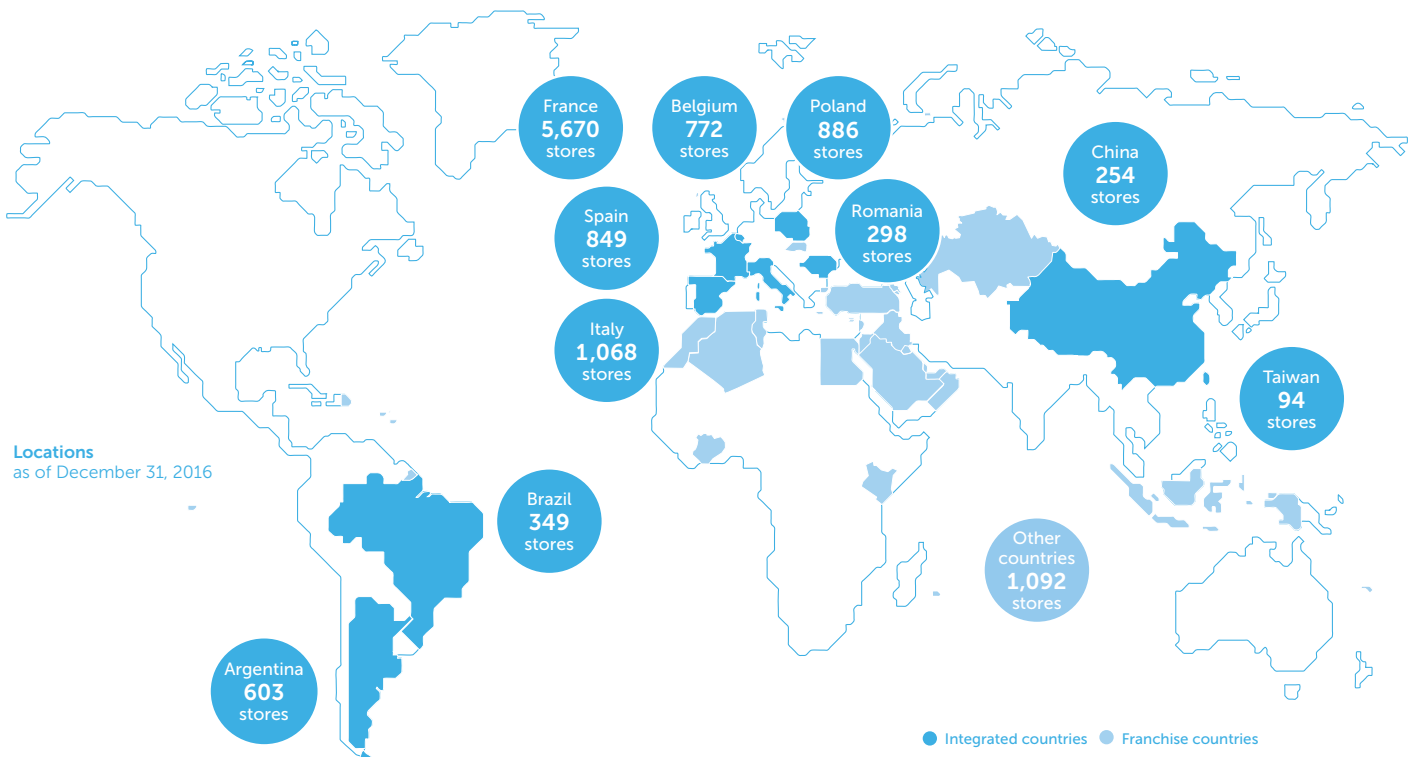 France
5,670
stores
Belgium
772
stores
Poland
886
stores
China
254
stores
Spain
849
stores
Romania
298
stores
Italy
1,068
stores
Taiwan
94
stores
Locations
as of December 31, 2016
Brazil
349
stores
Other
countries
1,092
stores
Argentina
603
stores
Integrated countries
Franchise countries